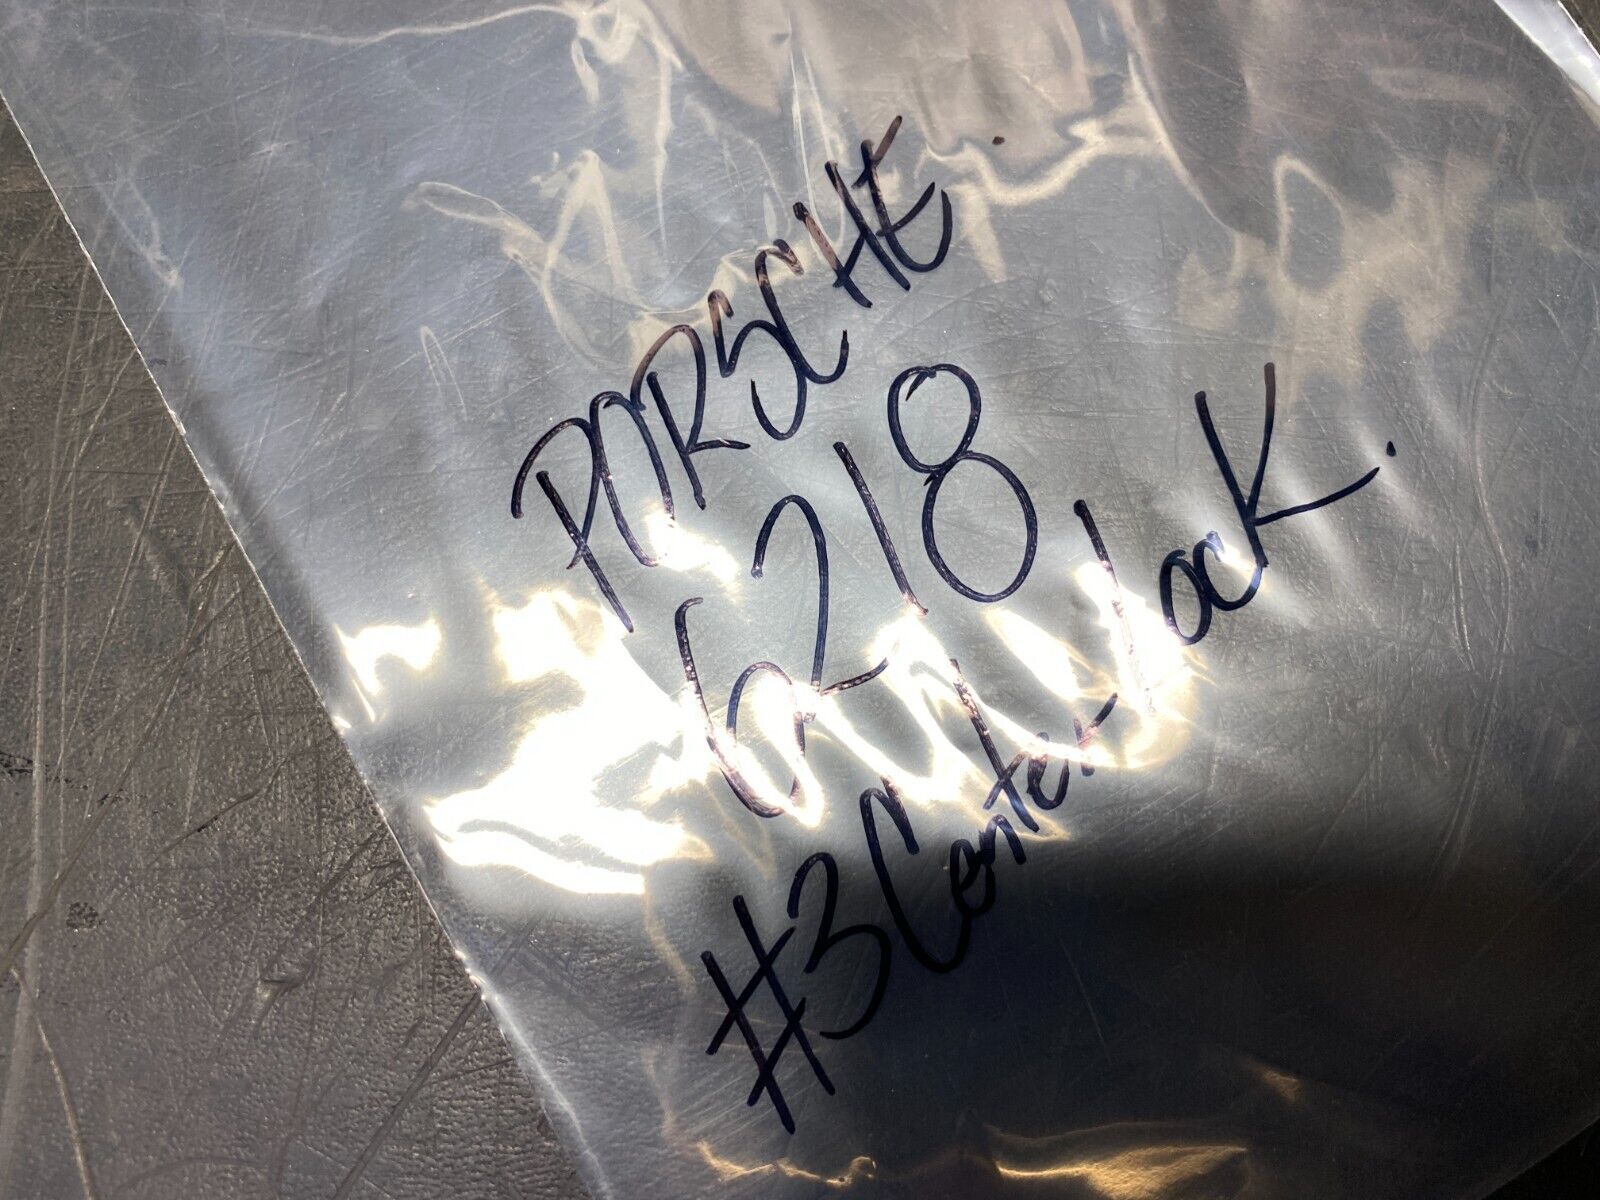 PORSCHE
6218
#3 Center Lock.